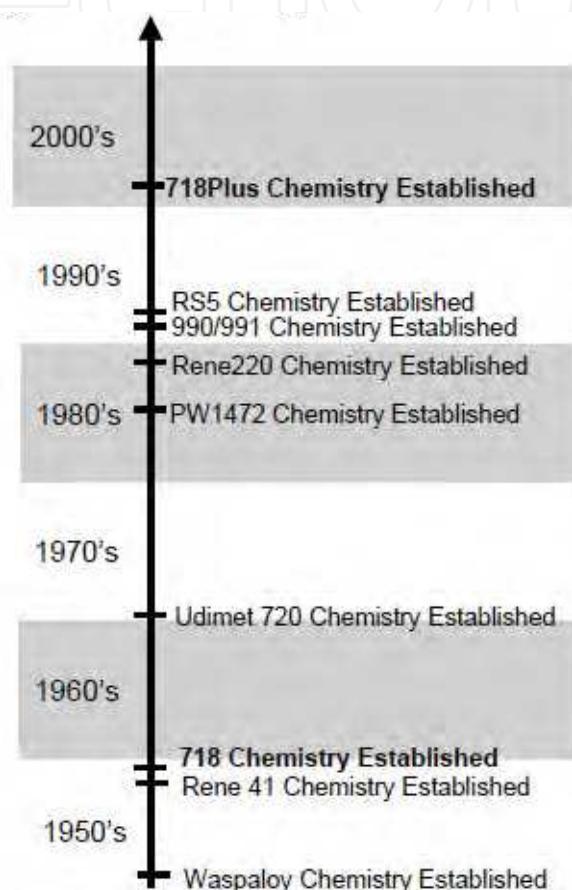 2000's
718Plus Chemistry Established
1990's
RS5 Chemistry Established
990/991 Chemistry Established
Rene220 Chemistry Established
1980's
PW1472 Chemistry Established
1970's
Udimet 720 Chemistry Established
1960's
718 Chemistry Established
Rene 41 Chemistry Established
1950's
Waspaloy Chemistry Established